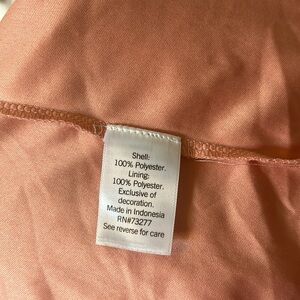 Shell:
100% Polyester.
Lining:
100% Polyester.
Exclusive of
decoration.
Made in Indonesia
RN#73277
See reverse for care